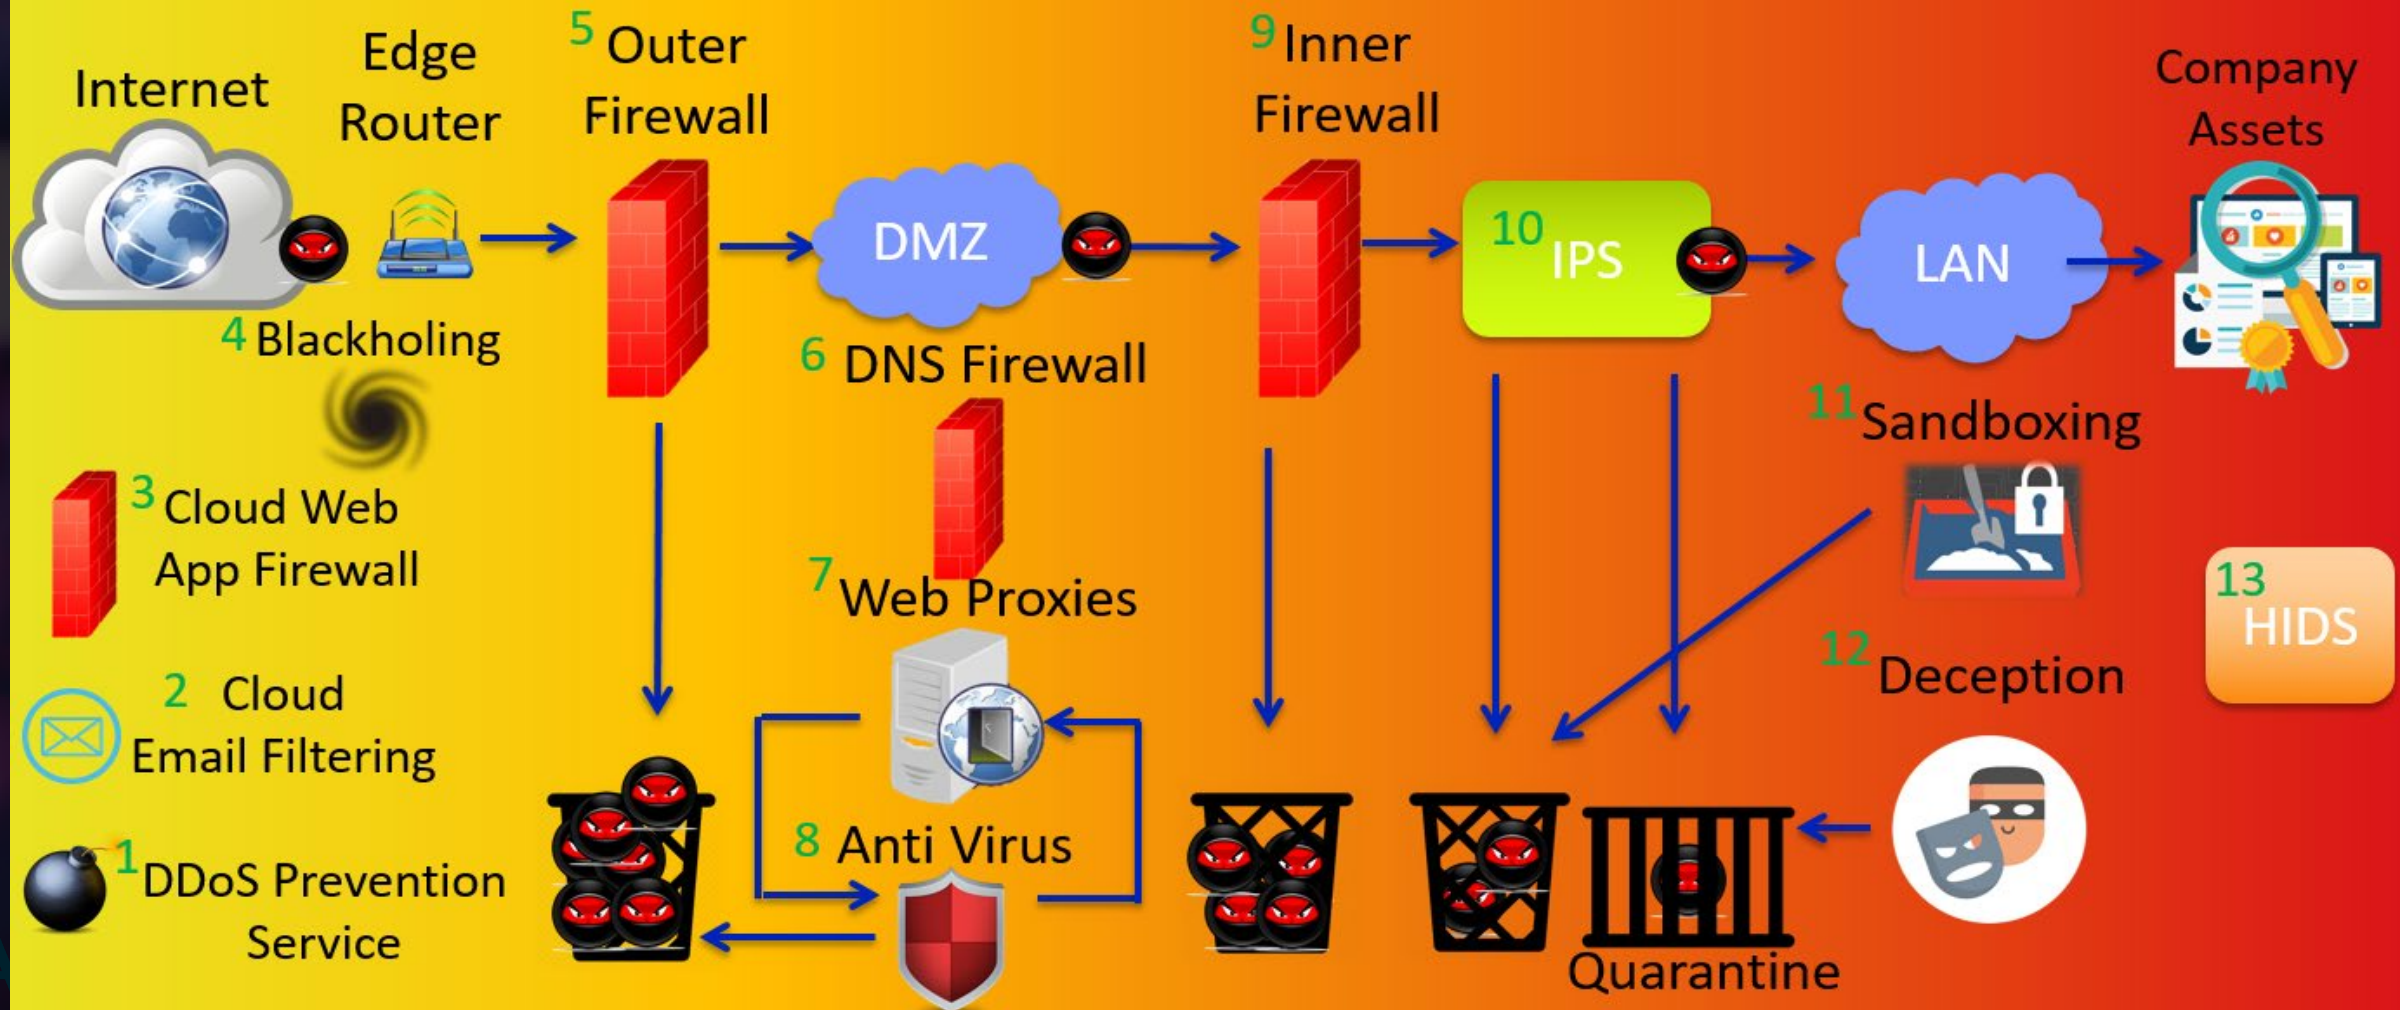 Internet
Edge
Router
5 Outer
Firewall
DMZ
9 Inner
Firewall
10 IPS
LAN
Company
Assets
4 Blackholing
3 Cloud Web
App Firewall
2 Cloud
Email Filtering
1 DDoS Prevention
Service
6 DNS Firewall
7 Web Proxies
8 Anti Virus
11 Sandboxing
12 Deception
13 HIDS
Quarantine